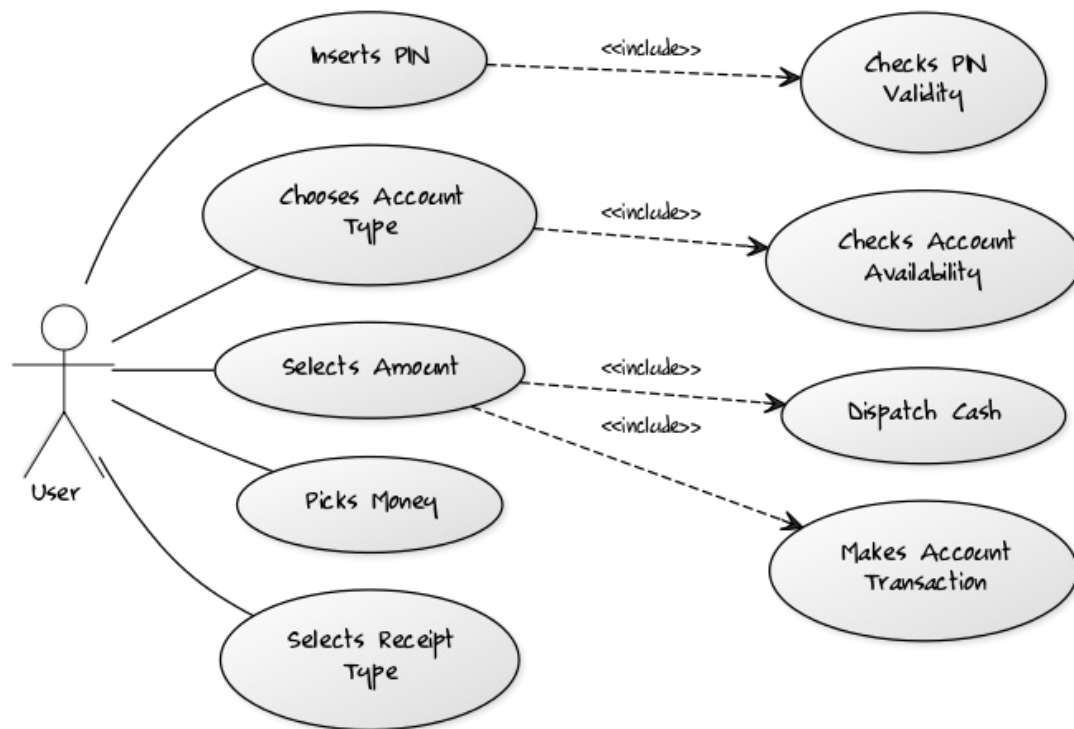 Inserts PIN
<<include>>
Checks PIN
Validity
Chooses Account
Type
<<include>>
Checks Account
Availability
Selects Amount
<<include>>
Dispatch Cash
<<include>>
User
Picks Money
Makes Account
Transaction
Selects Receipt
Type